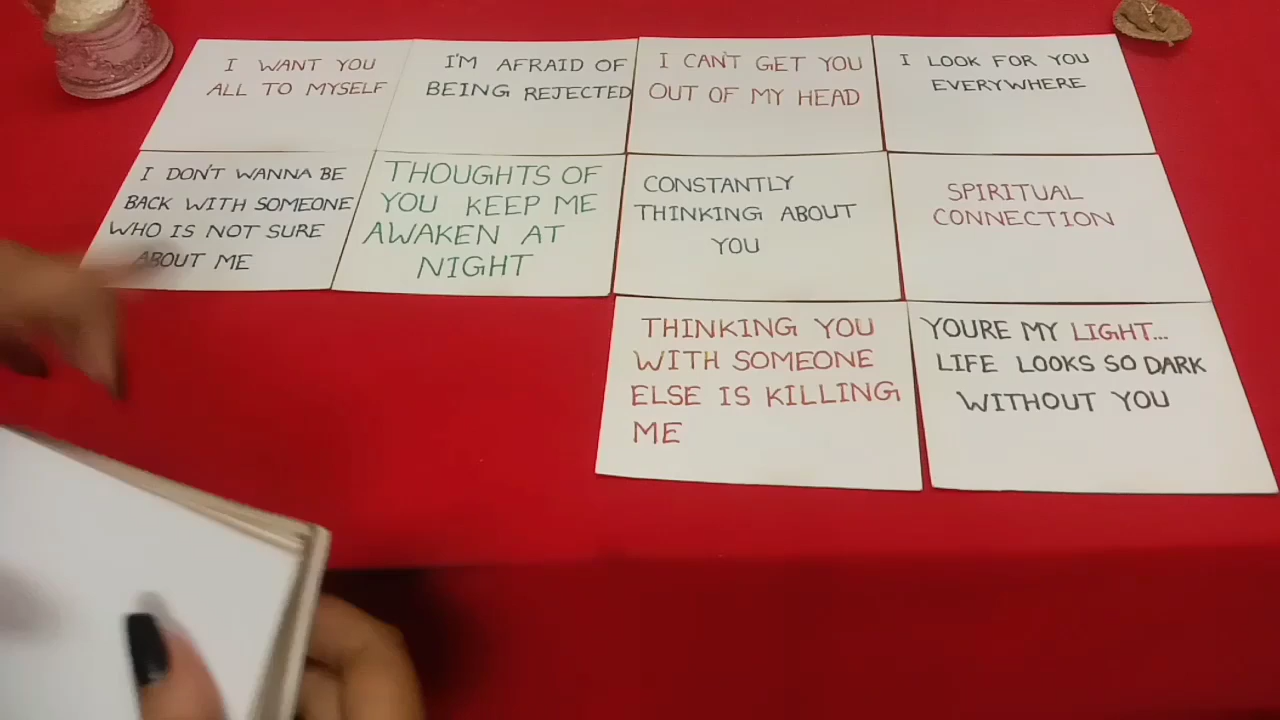 I WANT YOU
ALL TO MYSELF
I'M AFRAID OF
BEING REJECTED
I CAN'T GET YOU
OUT OF MY HEAD
I LOOK FOR YOU
EVERYWHERE
I DON'T WANNA BE
BACK WITH SOMEONE
WHO IS NOT SURE
ABOUT ME
THOUGHTS OF
YOU KEEP ME
AWAKEN AT
NIGHT
CONSTANTLY
THINKING ABOUT
YOU
SPIRITUAL
CONNECTION
THINKING YOU
WITH SOMEONE
ELSE IS KILLING
ME
YOURE MY LIGHT...
LIFE LOOKS SO DARK
WITHOUT YOU